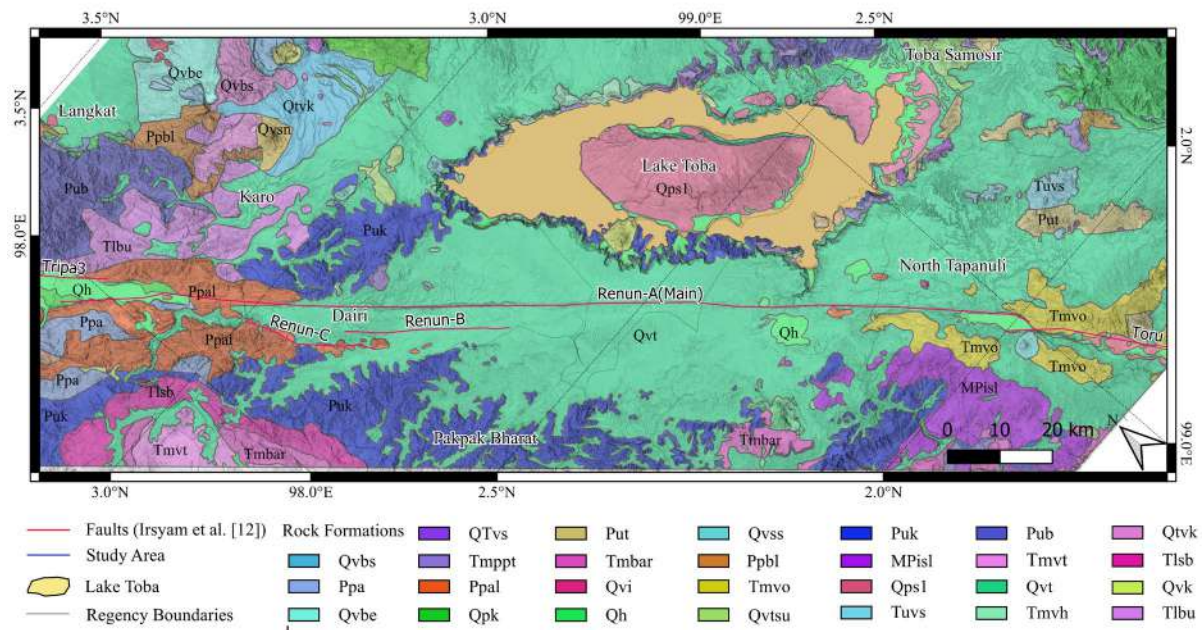 3.5°N 3.0°N 99.0°E 2.5°N
Toba Samosir
Qvbe Qvbs
Qtvk
Langkat
3.5°N
Ppbl Qvsn
2.0°N
Lake Toba
Pub Karo Qps1 Tuvs
Put
Tlbu Puk
98.0°E
Tripa3 North Tapanuli
Qh Ppal Renun-A(Main)
Dairi
Ppa Renun-C Renun-B Qvt Qh Tmvo Toru
Ppal
Tmvo Tmvo
Ppa
Puk Tlsb Puk MPisl
Pakpak Bharat Tmbar 0 10 20 km N
Tmvt Tmbar
99.0°E
3.0°N 98.0°E 2.5°N 2.0°N
Faults (Irsyam et al. [12]) Rock Formations QTvs Put Qvss Puk Pub Qtvk
Study Area Qvbs Tmppt Tmbar Ppbl MPisl Tmvt Tlsb
Lake Toba Ppa Ppal Qvi Tmvo Qps1 Qvt Qvk
Regency Boundaries Qvbe Qpk Qh Qvtsu Tuvs Tmvh Tlbu